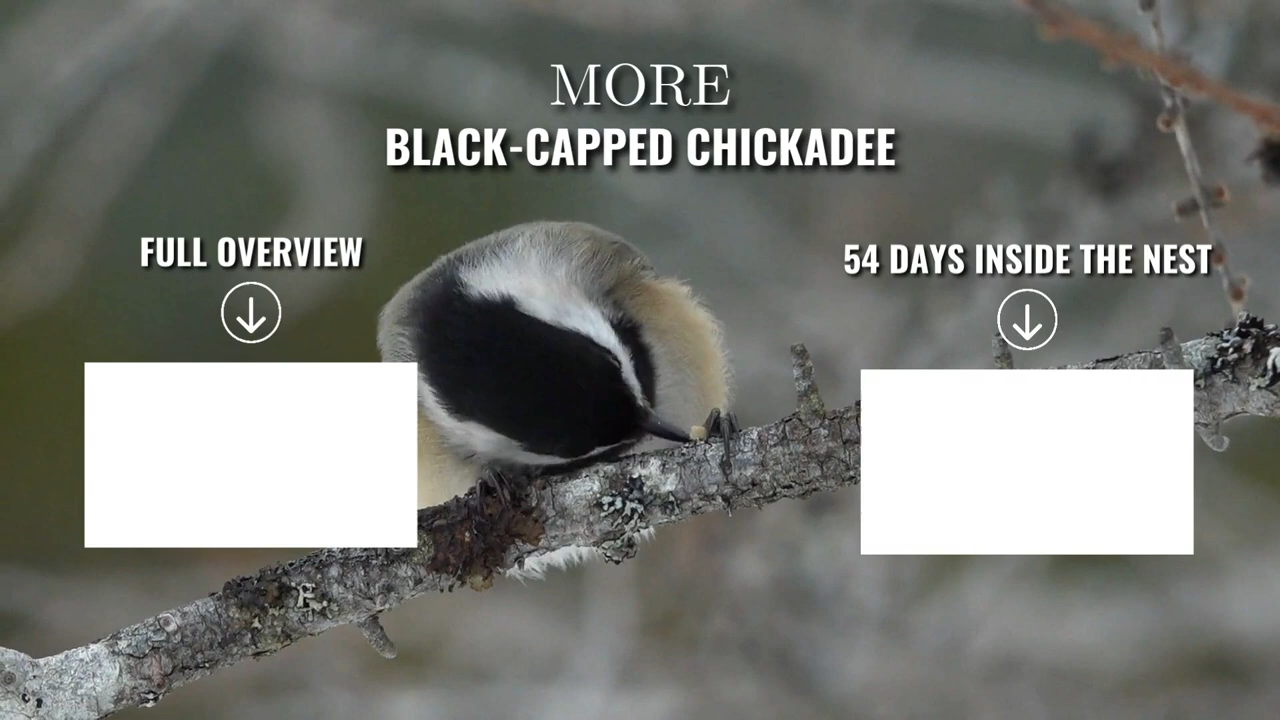 MORE
BLACK-CAPPED CHICKADEE
FULL OVERVIEW
54 DAYS INSIDE THE NEST